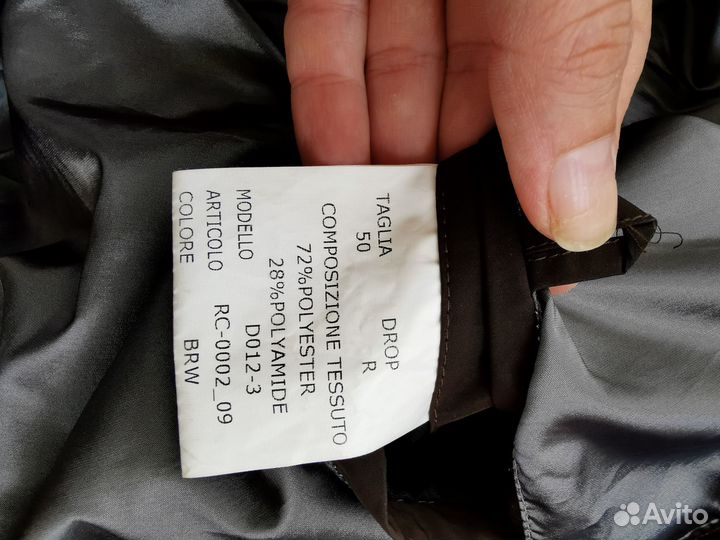 TAGLIA DROP
50 R
COMPOSIZIONE TESSUTO
72%POLYESTER
28%POLYAMIDE
MODELLO D012-3
ARTICOLO RC-0002_09
COLORE BRW
Avito